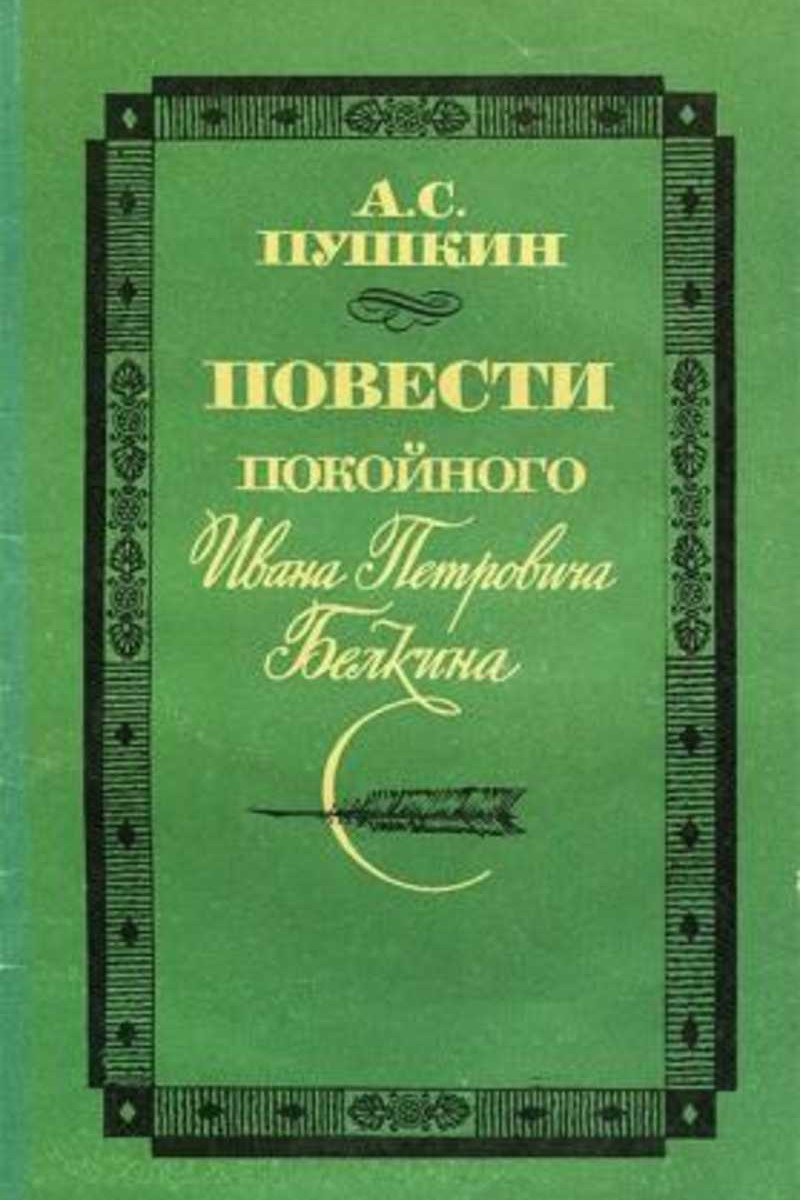 А.С.
ПУШКИН
ПОВЕСТИ
ПОКОЙНОГО
Ивана Петровича
Белкина